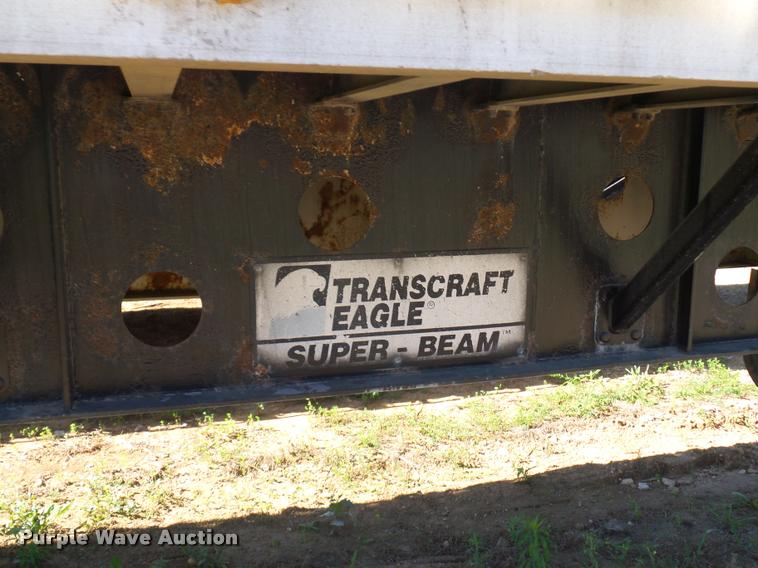 TRANSCRAFT
EAGLE®
SUPER - BEAM™
Purple Wave Auction